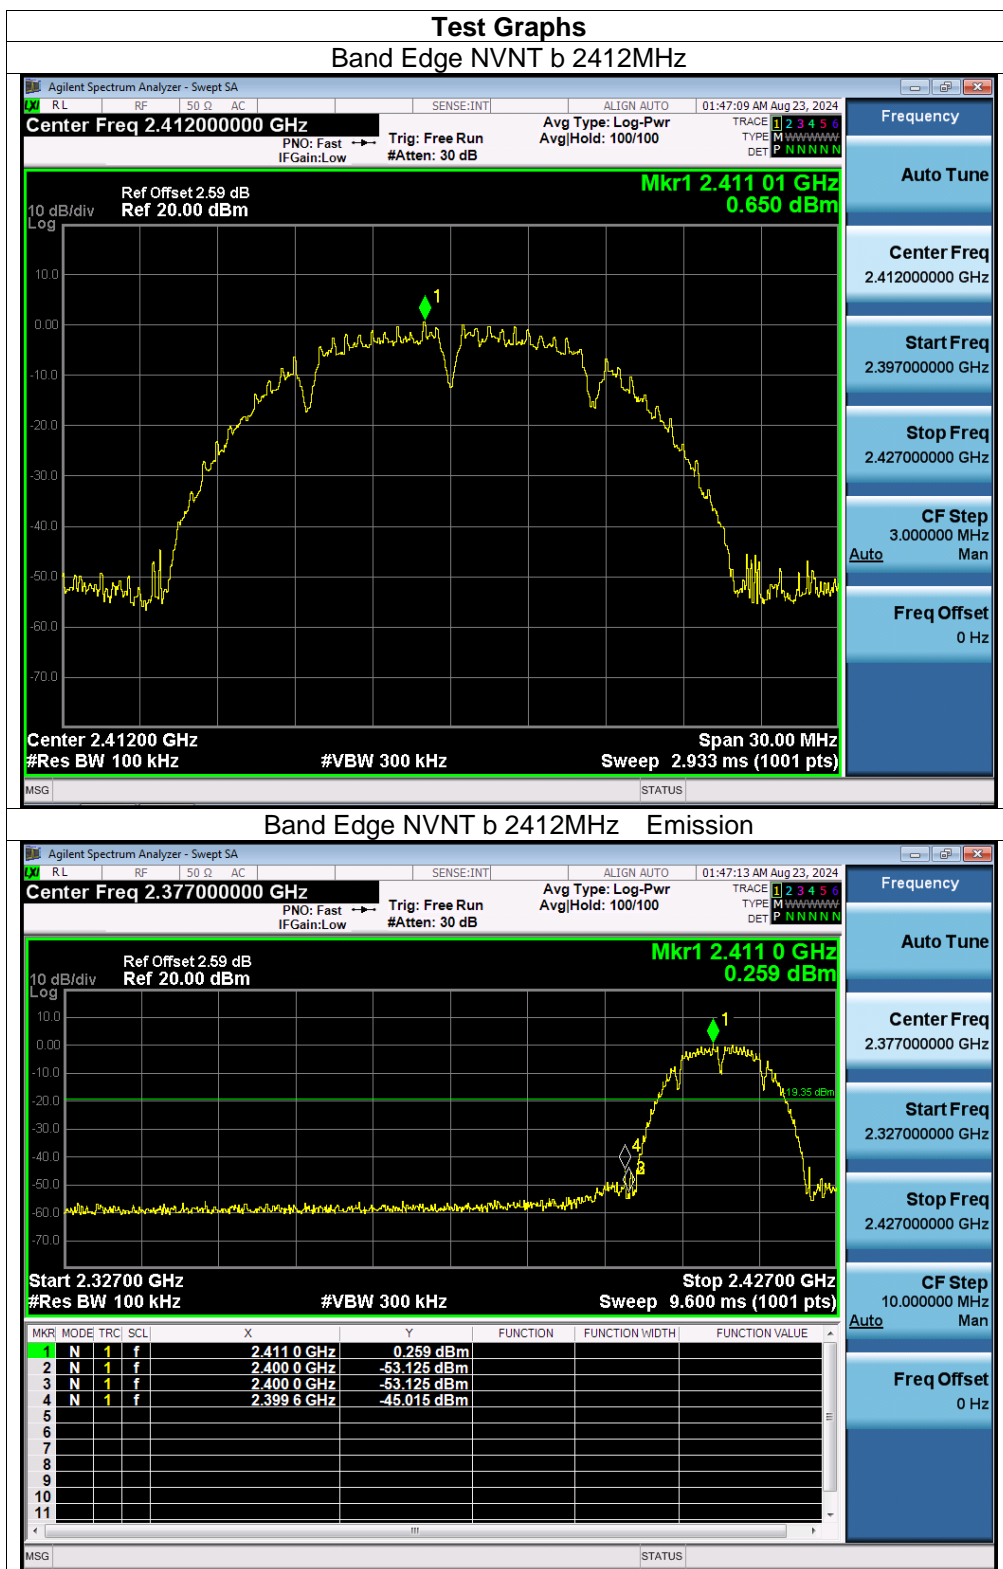 Test Graphs
Band Edge NVNT b 2412MHz
Agilent Spectrum Analyzer - Swept SA
LXI RL RF 50 Ω AC SENSE:INT ALIGN AUTO 01:47:09 AM Aug 23, 2024
Center Freq 2.412000000 GHz Avg Type: Log-Pwr TRACE 1 2 3 4 5 6
PNO: Fast Trig: Free Run Avg|Hold: 100/100 TYPE M WWWWW
IFGain:Low #Atten: 30 dB DET P N N N N N
Frequency
Auto Tune
Mkr1 2.411 01 GHz
Ref Offset 2.59 dB 0.650 dBm
10 dB/div Ref 20.00 dBm
Log
1
10.0
0.00
-10.0
-20.0
-30.0
-40.0
-50.0
-60.0
-70.0
Center 2.41200 GHz Span 30.00 MHz
#Res BW 100 kHz #VBW 300 kHz Sweep 2.933 ms (1001 pts)
Center Freq
2.412000000 GHz
Start Freq
2.397000000 GHz
Stop Freq
2.427000000 GHz
CF Step
3.000000 MHz
Auto Man
Freq Offset
0 Hz
MSG STATUS
Band Edge NVNT b 2412MHz Emission
Agilent Spectrum Analyzer - Swept SA
LXI RL RF 50 Ω AC SENSE:INT ALIGN AUTO 01:47:13 AM Aug 23, 2024
Center Freq 2.377000000 GHz Avg Type: Log-Pwr TRACE 1 2 3 4 5 6
PNO: Fast Trig: Free Run Avg|Hold: 100/100 TYPE M WWWWW
IFGain:Low #Atten: 30 dB DET P N N N N N
Frequency
Auto Tune
Mkr1 2.411 0 GHz
Ref Offset 2.59 dB 0.259 dBm
10 dB/div Ref 20.00 dBm
Log
10.0
1
0.00
-10.0
-20.0
-19.35 dBm
-30.0
-40.0
4
-50.0
-60.0
-70.0
Start 2.32700 GHz Stop 2.42700 GHz
#Res BW 100 kHz #VBW 300 kHz Sweep 9.600 ms (1001 pts)
MKR MODE TRC SCL X Y FUNCTION FUNCTION WIDTH FUNCTION VALUE
1 N 1 f 2.411 0 GHz 0.259 dBm
2 N 1 f 2.400 0 GHz -53.125 dBm
3 N 1 f 2.400 0 GHz -53.125 dBm
4 N 1 f 2.399 6 GHz -45.015 dBm
5
6
7
8
9
10
11
Center Freq
2.377000000 GHz
Start Freq
2.327000000 GHz
Stop Freq
2.427000000 GHz
CF Step
10.000000 MHz
Auto Man
Freq Offset
0 Hz
MSG STATUS